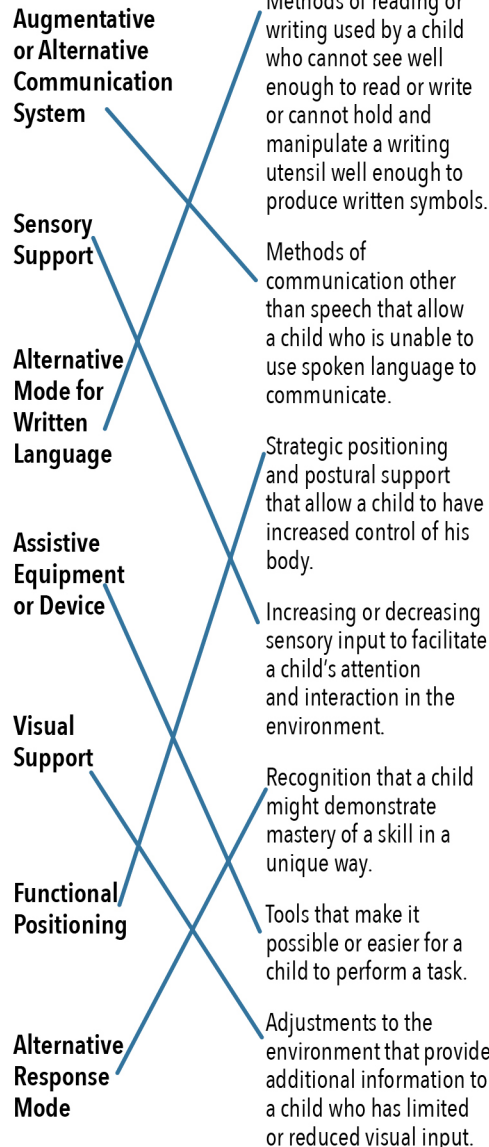 Augmentative
or Alternative
Communication
System
Sensory
Support
Alternative
Mode for
Written
Language
Assistive
Equipment
or Device
Visual
Support
Functional
Positioning
Alternative
Response
Mode
Methods of reading or
writing used by a child
who cannot see well
enough to read or write
or cannot hold and
manipulate a writing
utensil well enough to
produce written symbols.
Methods of
communication other
than speech that allow
a child who is unable to
use spoken language to
communicate.
Strategic positioning
and postural support
that allow a child to have
increased control of his
body.
Increasing or decreasing
sensory input to facilitate
a child's attention
and interaction in the
environment.
Recognition that a child
might demonstrate
mastery of a skill in a
unique way.
Tools that make it
possible or easier for a
child to perform a task.
Adjustments to the
environment that provide
additional information to
a child who has limited
or reduced visual input.